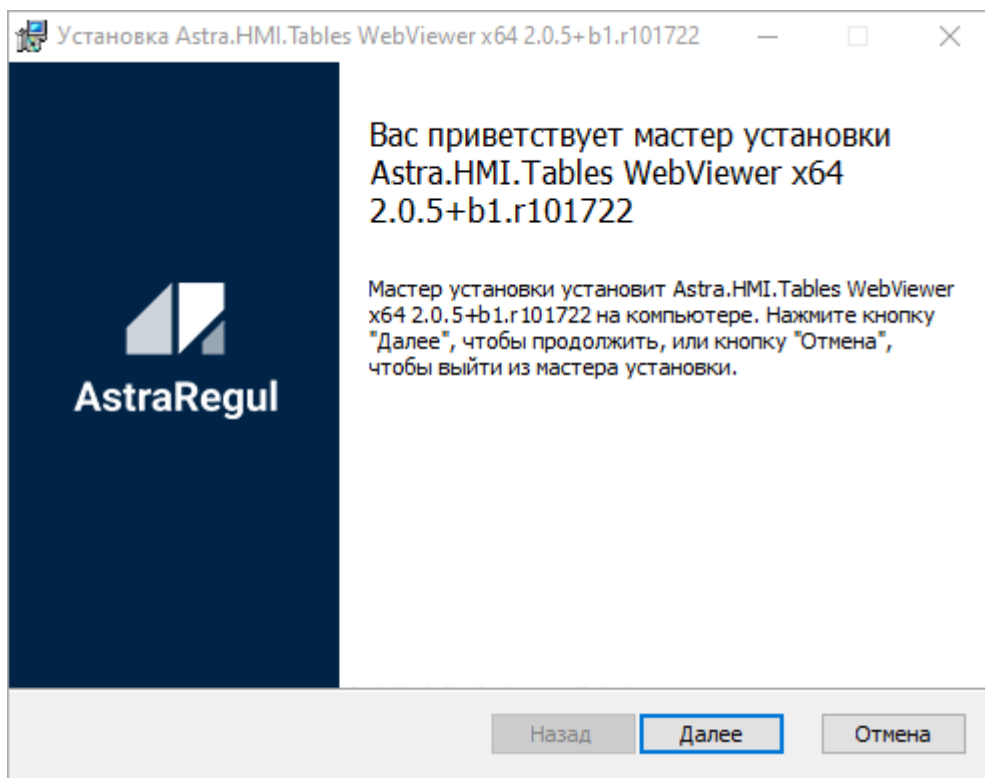 Установка Astra.HMI.Tables WebViewer x64 2.0.5+b1.r101722
Вас приветствует мастер установки
Astra.HMI.Tables WebViewer x64
2.0.5+b1.r101722
Мастер установки установит Astra.HMI.Tables WebViewer
x64 2.0.5+b1.r101722 на компьютере. Нажмите кнопку
"Далее", чтобы продолжить, или кнопку "Отмена",
чтобы выйти из мастера установки.
AstraRegul
Назад
Далее
Отмена